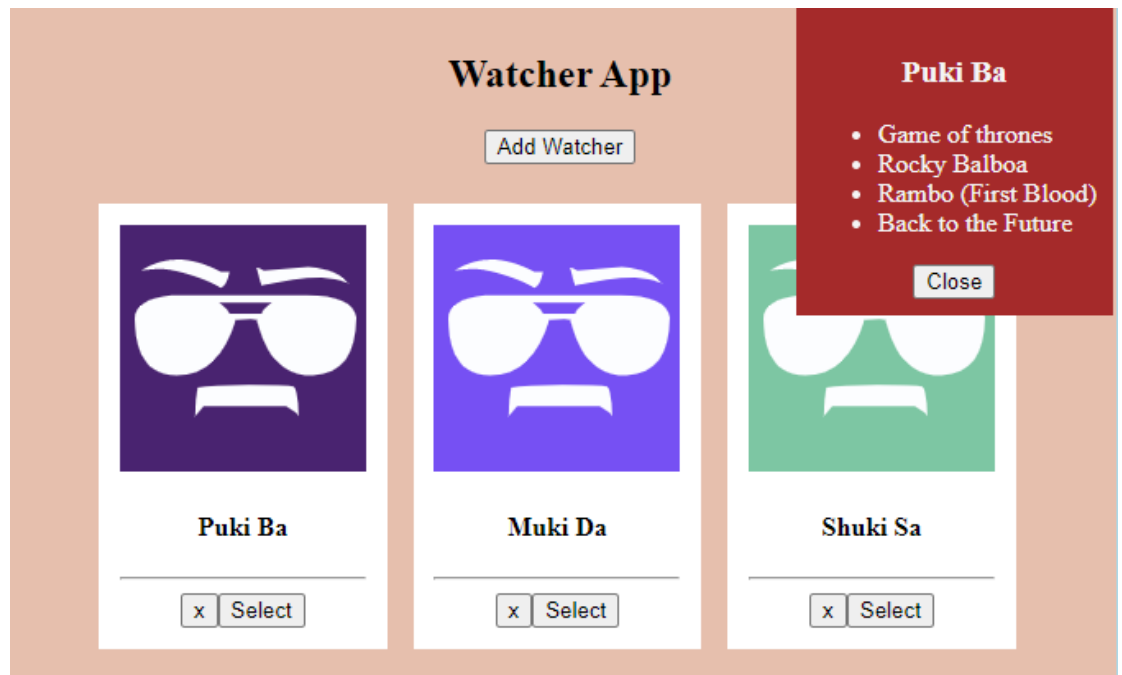 Watcher App
Add Watcher
Puki Ba
Game of thrones
Rocky Balboa
Rambo (First Blood)
Back to the Future
Close
Puki Ba
x Select
Muki Da
x Select
Shuki Sa
x Select